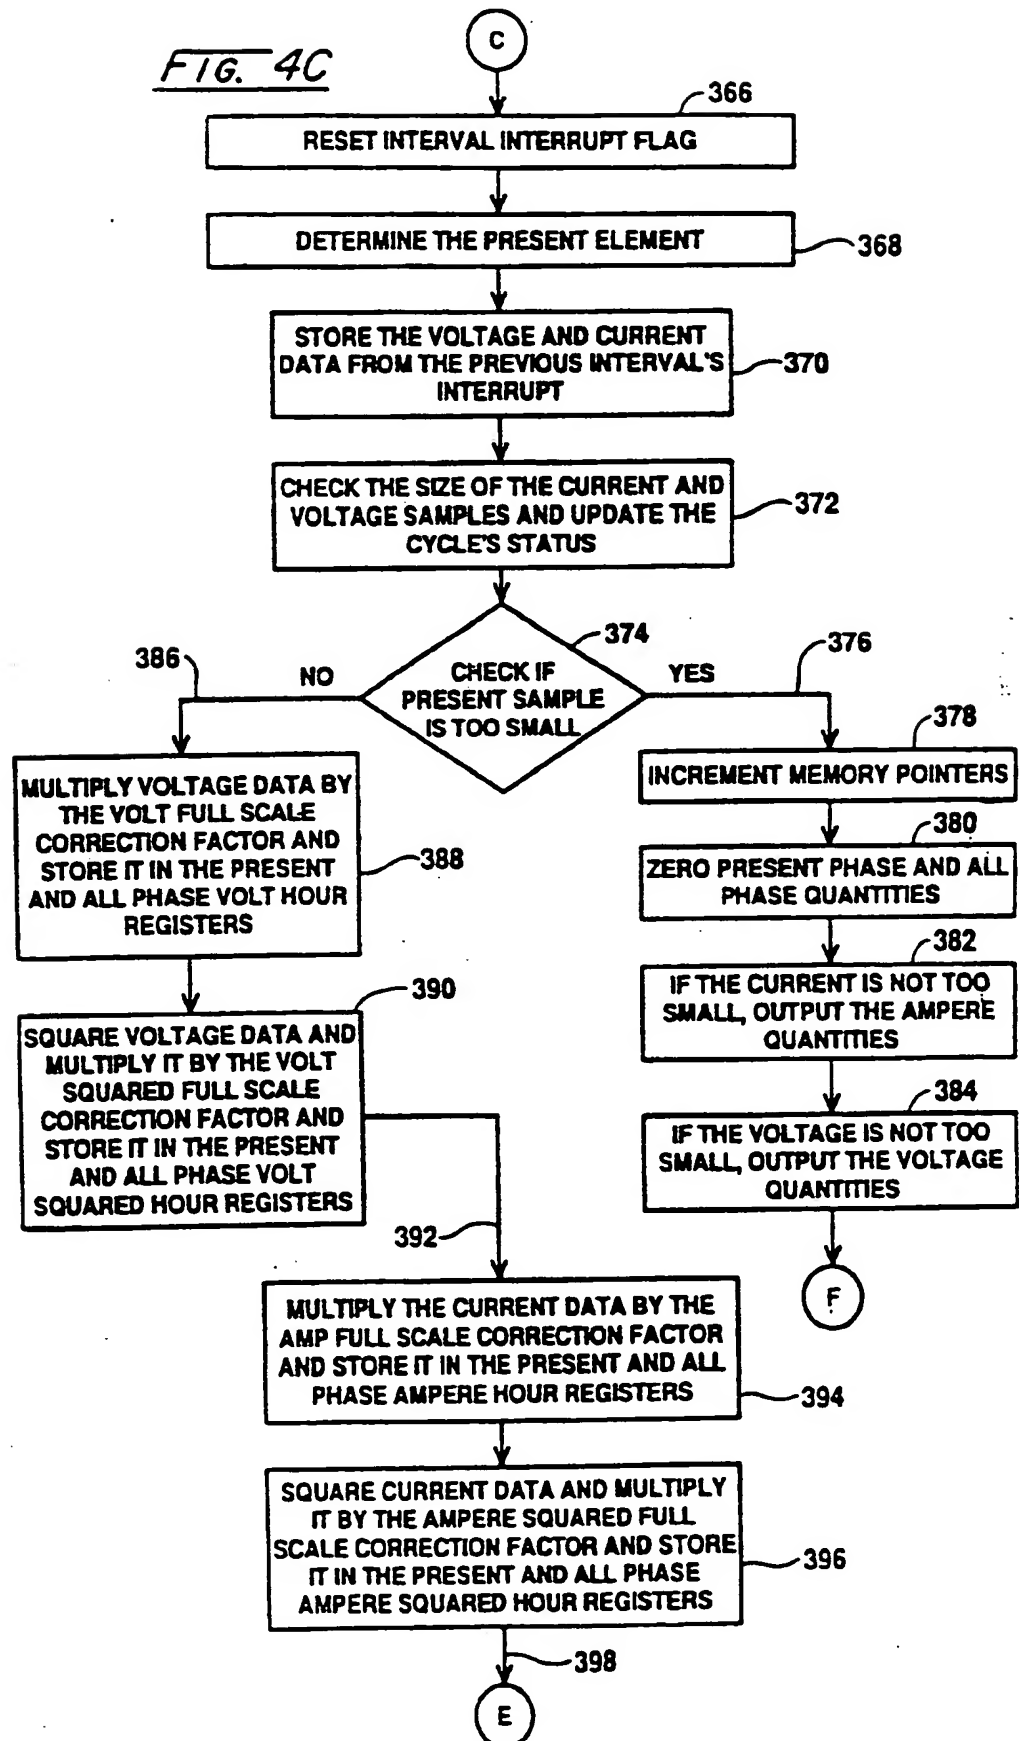 C
FIG. 4C
366
RESET INTERVAL INTERRUPT FLAG
DETERMINE THE PRESENT ELEMENT
368
STORE THE VOLTAGE AND CURRENT
DATA FROM THE PREVIOUS INTERVAL'S
INTERRUPT
370
CHECK THE SIZE OF THE CURRENT AND
VOLTAGE SAMPLES AND UPDATE THE
CYCLE'S STATUS
372
374
CHECK IF
PRESENT SAMPLE
IS TOO SMALL
386
NO
YES
376
MULTIPLY VOLTAGE DATA BY
THE VOLT FULL SCALE
CORRECTION FACTOR AND
STORE IT IN THE PRESENT
AND ALL PHASE VOLT HOUR
REGISTERS
388
390
SQUARE VOLTAGE DATA AND
MULTIPLY IT BY THE VOLT
SQUARED FULL SCALE
CORRECTION FACTOR AND
STORE IT IN THE PRESENT
AND ALL PHASE VOLT
SQUARED HOUR REGISTERS
378
INCREMENT MEMORY POINTERS
380
ZERO PRESENT PHASE AND ALL
PHASE QUANTITIES
382
IF THE CURRENT IS NOT TOO
SMALL, OUTPUT THE AMPERE
QUANTITIES
384
IF THE VOLTAGE IS NOT TOO
SMALL, OUTPUT THE VOLTAGE
QUANTITIES
F
392
MULTIPLY THE CURRENT DATA BY THE
AMP FULL SCALE CORRECTION FACTOR
AND STORE IT IN THE PRESENT AND ALL
PHASE AMPERE HOUR REGISTERS
394
SQUARE CURRENT DATA AND MULTIPLY
IT BY THE AMPERE SQUARED FULL
SCALE CORRECTION FACTOR AND STORE
IT IN THE PRESENT AND ALL PHASE
AMPERE SQUARED HOUR REGISTERS
396
398
E